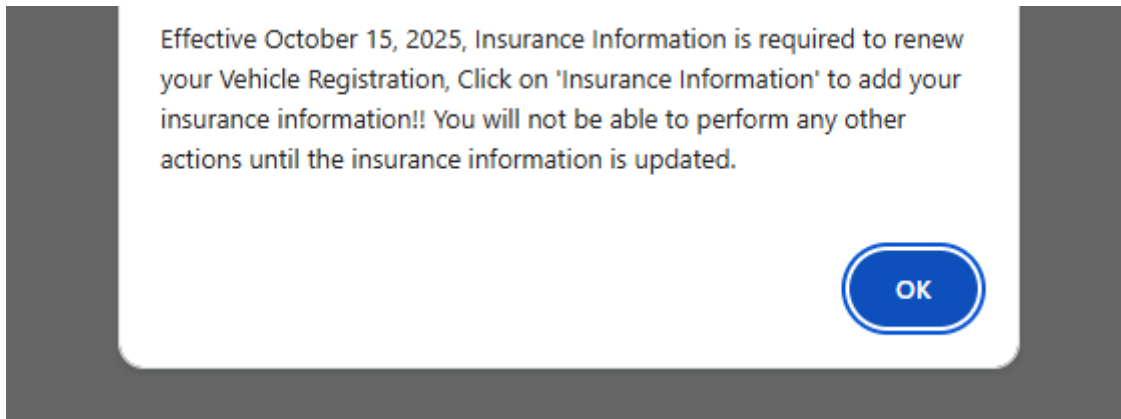 Effective October 15, 2025, Insurance Information is required to renew
your Vehicle Registration, Click on 'Insurance Information' to add your
insurance information!! You will not be able to perform any other
actions until the insurance information is updated.
OK